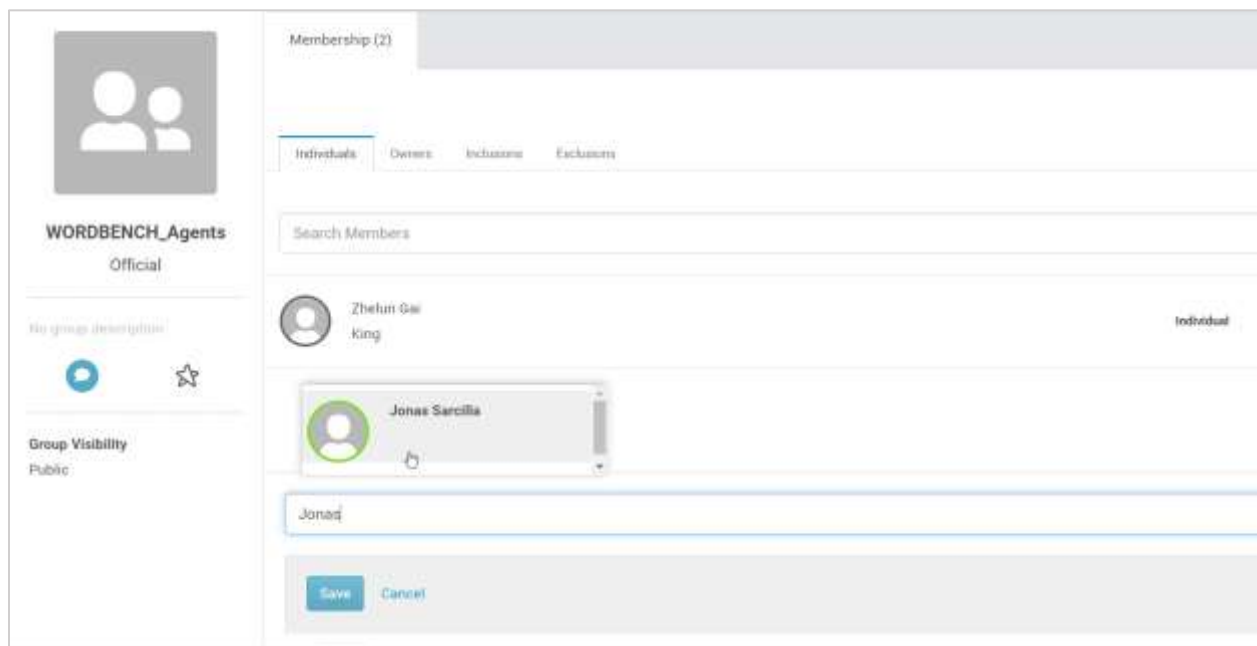 Membership (2)
Individuals Owners Inclusions Exclusions
WORDBENCH_Agents
Official
Search Members
No group description
Zhelun Gai
King
Individual
Jonas Sarcilla
Group Visibility
Public
Jonas
Save Cancel